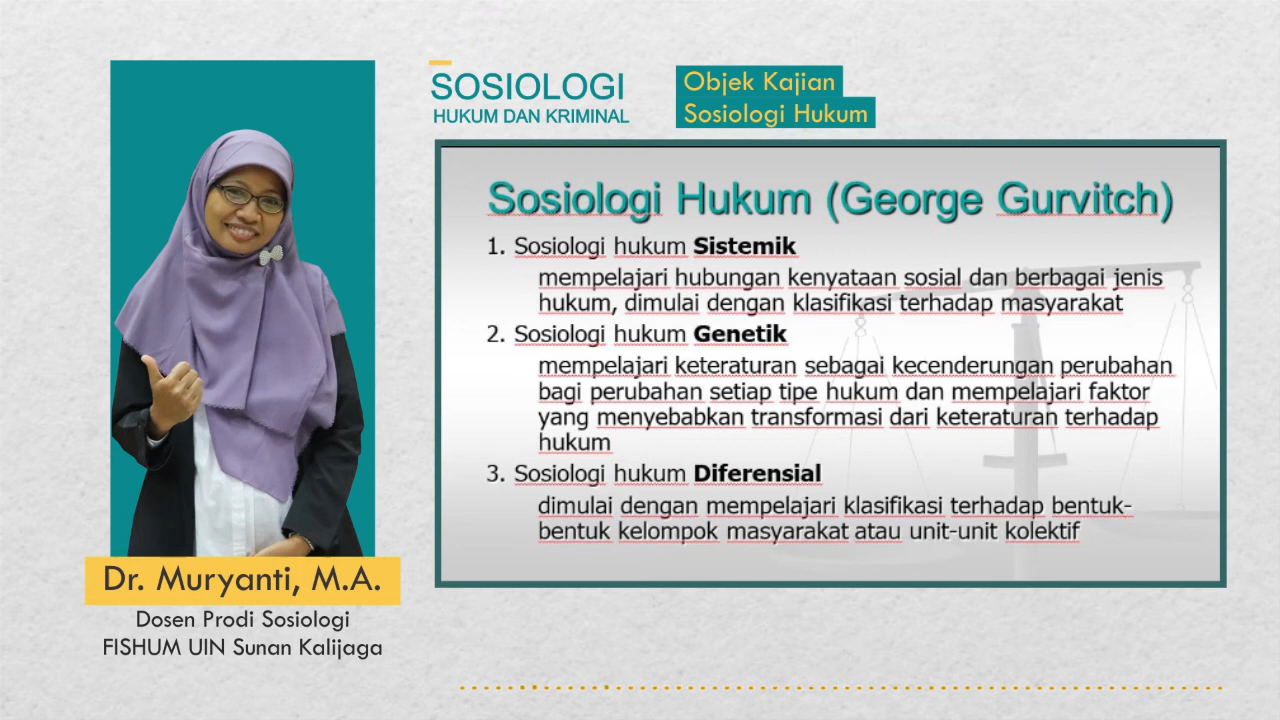 SOSIOLOGI
HUKUM DAN KRIMINAL
Objek Kajian
Sosiologi Hukum
Sosiologi Hukum (George Gurvitch)
1. Sosiologi hukum Sistemik
mempelajari hubungan kenyataan sosial dan berbagai jenis
hukum, dimulai dengan klasifikasi terhadap masyarakat
2. Sosiologi hukum Genetik
mempelajari keteraturan sebagai kecenderungan perubahan
bagi perubahan setiap tipe hukum dan mempelajari faktor
yang menyebabkan transformasi dari keteraturan terhadap
hukum
3. Sosiologi hukum Diferensial
dimulai dengan mempelajari klasifikasi terhadap bentuk-
bentuk kelompok masyarakat atau unit-unit kolektif
Dr. Muryanti, M.A.
Dosen Prodi Sosiologi
FISHUM UIN Sunan Kalijaga